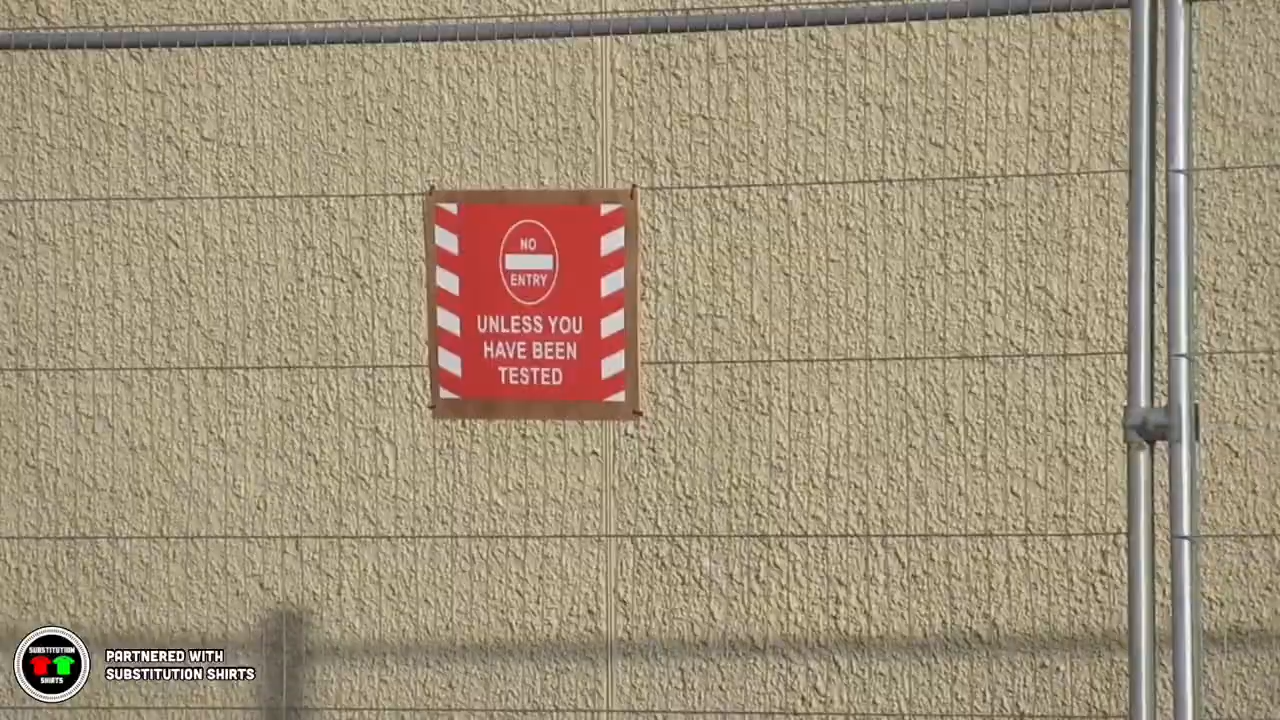 NO
ENTRY
UNLESS YOU
HAVE BEEN
TESTED
SUBSTITUTION
SHIRTS
PARTNERED WITH
SUBSTITUTION SHIRTS